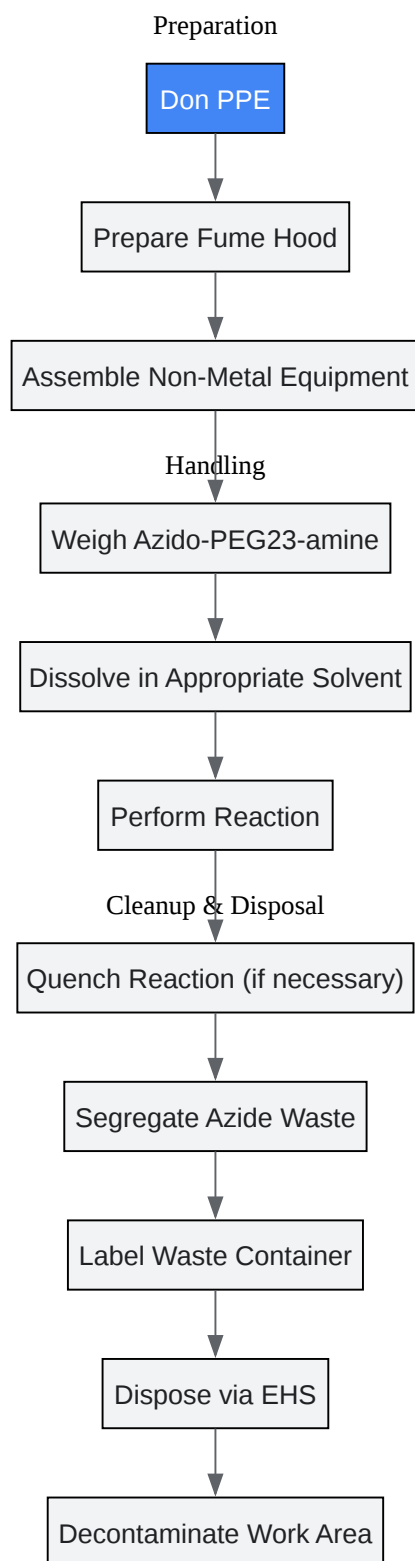 Preparation
Don PPE
Prepare Fume Hood
Assemble Non-Metal Equipment
Handling
Weigh Azido-PEG23-amine
Dissolve in Appropriate Solvent
Perform Reaction
Cleanup & Disposal
Quench Reaction (if necessary)
Segregate Azide Waste
Label Waste Container
Dispose via EHS
Decontaminate Work Area